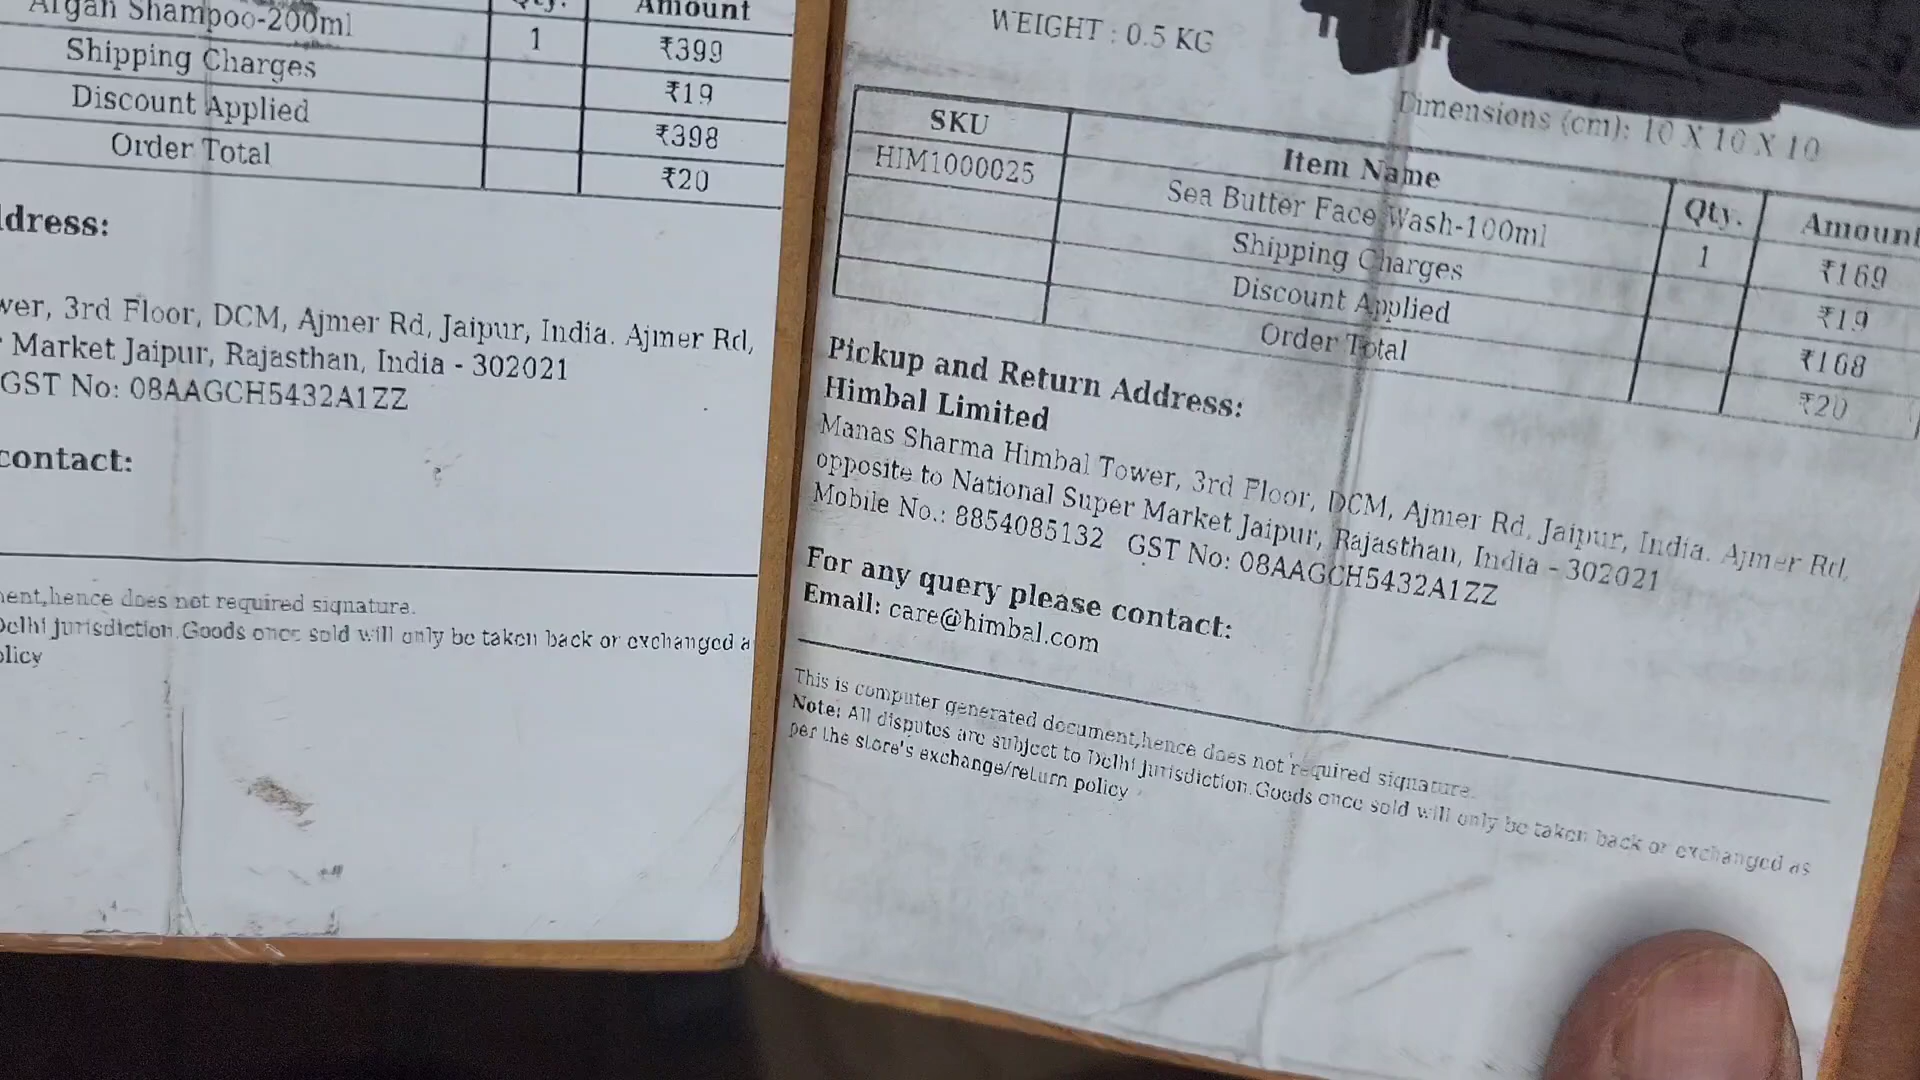 Argan Shampoo-200ml
Qty.
Amount
1
₹399
Shipping Charges
₹19
Discount Applied
₹398
Order Total
₹20
dress:
wer, 3rd Floor, DCM, Ajmer Rd, Jaipur, India. Ajmer Rd,
Market Jaipur, Rajasthan, India - 302021
GST No: 08AAGCH5432A1ZZ
contact:
ent,hence does not required signature.
Delhi jurisdiction.Goods once sold will only be taken back or exchanged a
olicy
WEIGHT : 0.5 KG
Dimensions (cm): 10 X 10 X 10
SKU Item Name Qty. Amount
HIM1000025 Sea Butter Face Wash-100ml 1 ₹169
Shipping Charges ₹19
Discount Applied ₹168
Order Total ₹20
Pickup and Return Address:
Himbal Limited
Manas Sharma Himbal Tower, 3rd Floor, DCM, Ajmer Rd, Jaipur, India. Ajmer Rd,
opposite to National Super Market Jaipur, Rajasthan, India - 302021
Mobile No.: 8854085132 GST No: 08AAGCH5432A1ZZ
For any query please contact:
Email: care@himbal.com
This is computer generated document,hence does not required signature.
Note: All disputes are subject to Delhi jurisdiction.Goods once sold will only be taken back or exchanged as
per the store's exchange/return policy